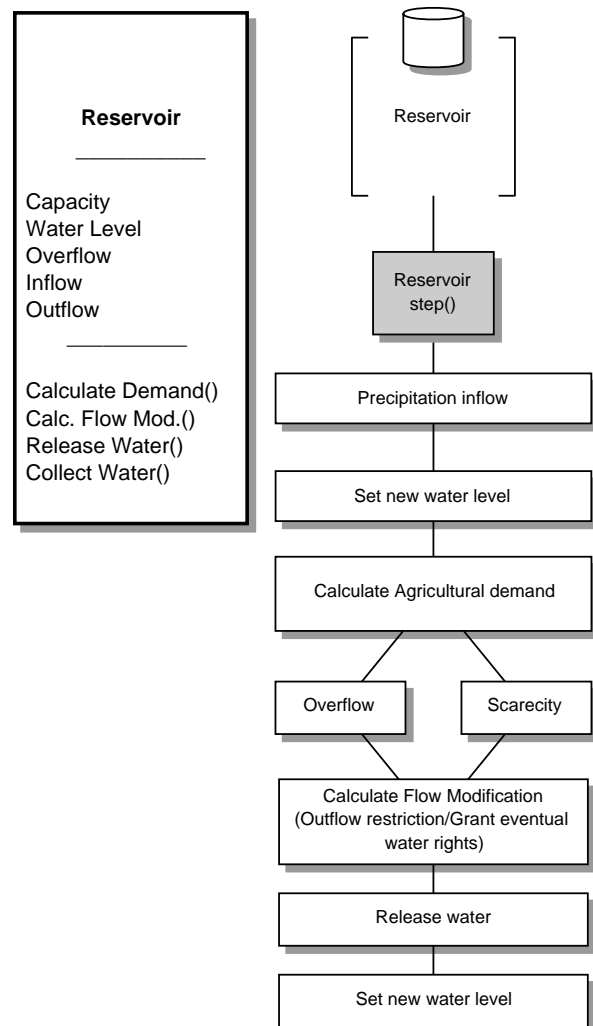 Reservoir
Capacity
Water Level
Overflow
Inflow
Outflow
Calculate Demand()
Calc. Flow Mod.()
Release Water()
Collect Water()
Reservoir
Reservoir
step()
Precipitation inflow
Set new water level
Calculate Agricultural demand
Overflow
Scarecity
Calculate Flow Modification
(Outflow restriction/Grant eventual
water rights)
Release water
Set new water level